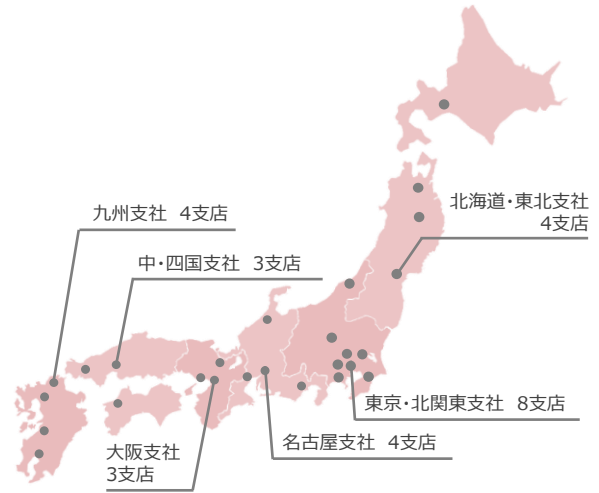 北海道・東北支社
4支店
九州支社 4支店
中・四国支社 3支店
東京・北関東支社 8支店
名古屋支社 4支店
大阪支社
3支店